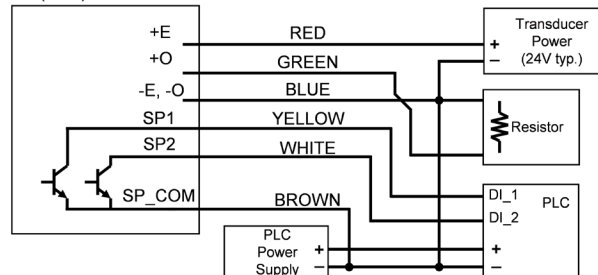 +E
RED
Transducer
Power
(24V typ.)
+
−
+O
GREEN
-E, -O
BLUE
SP1
YELLOW
Resistor
SP2
WHITE
SP_COM
BROWN
DI_1
DI_2
PLC
+
−
PLC
Power
Supply
+
−